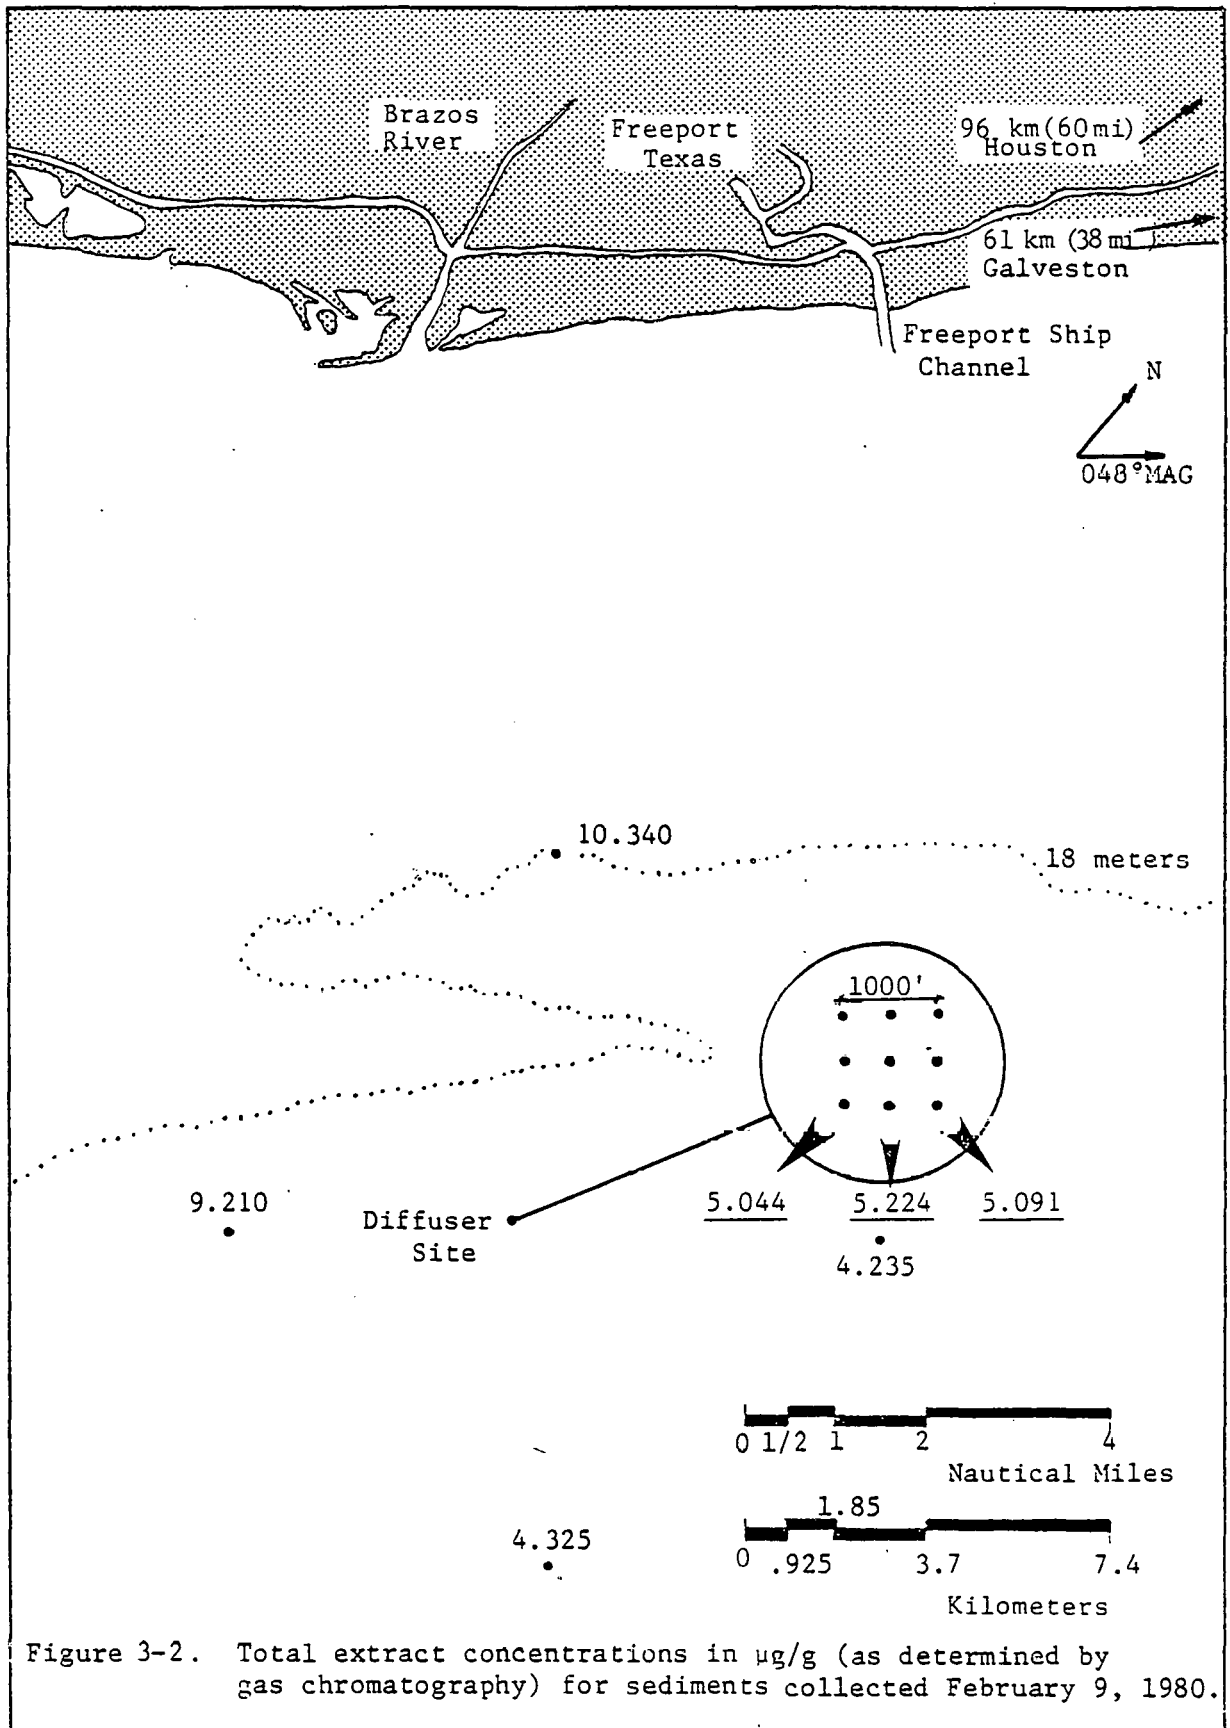 Brazos
River
Freeport
Texas
96 km(60mi)
Houston
61 km (38 mi)
Galveston
Freeport Ship
Channel
N
048°MAG
10.340
18 meters
1000'
9.210
Diffuser
Site
5.044 5.224 5.091
4.235
0 1/2 1 2 4
Nautical Miles
1.85
0 .925 3.7 7.4
Kilometers
4.325
Figure 3-2. Total extract concentrations in µg/g (as determined by
gas chromatography) for sediments collected February 9, 1980.